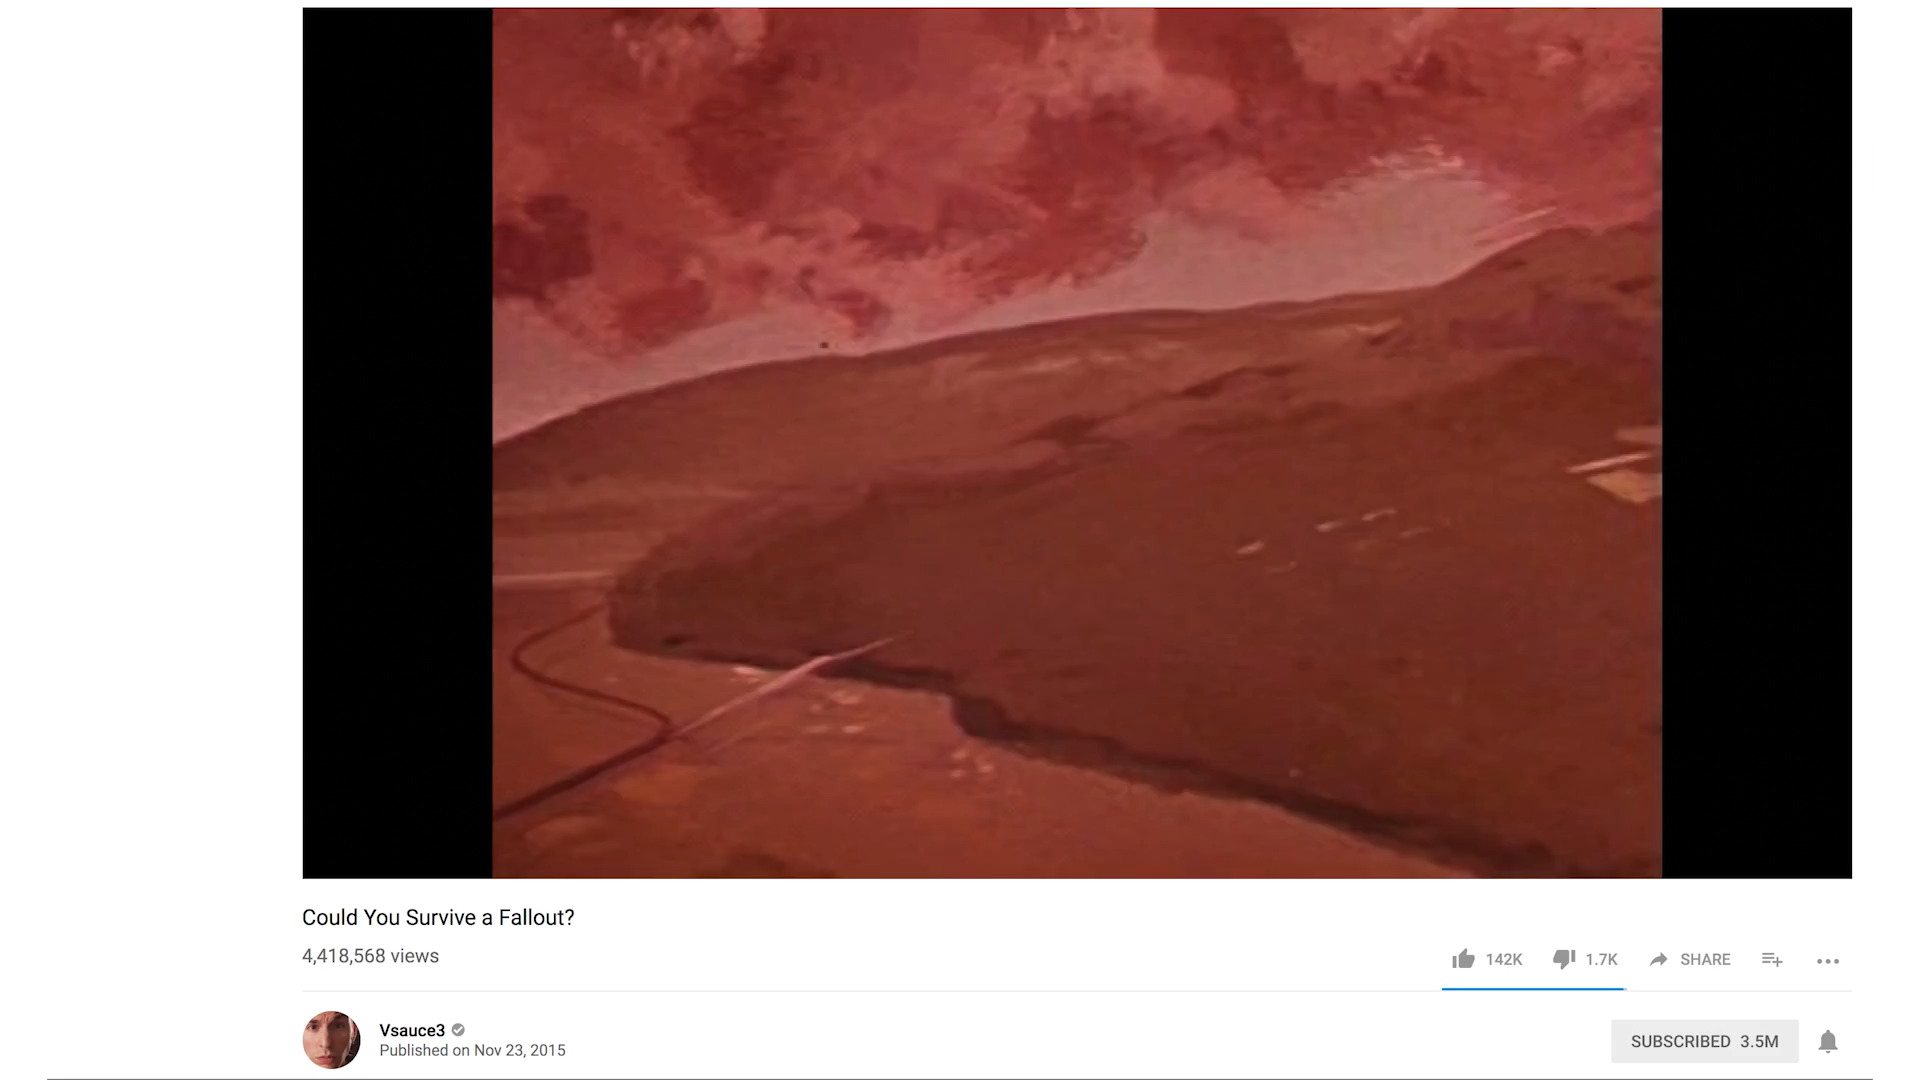 Could You Survive a Fallout?
4,418,568 views
142K 1.7K SHARE
Vsauce3
Published on Nov 23, 2015
SUBSCRIBED 3.5M